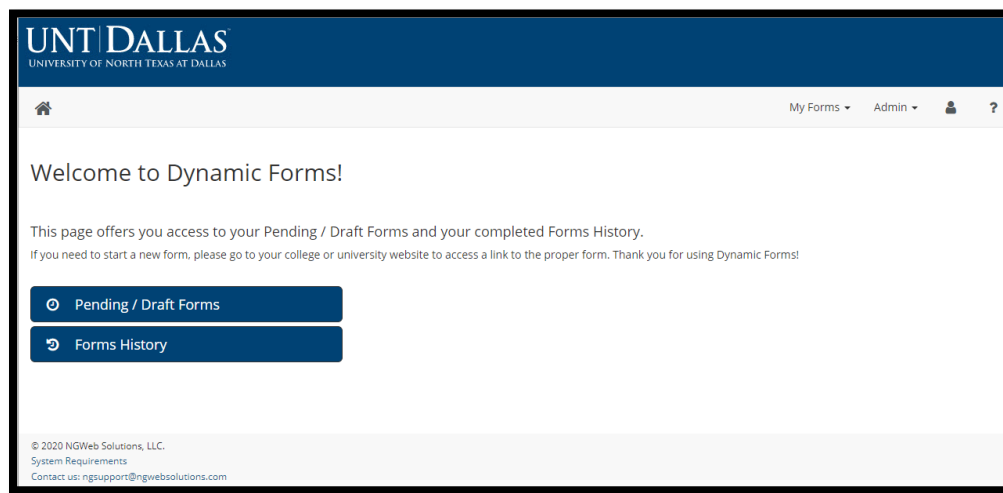 UNT DALLAS
UNIVERSITY OF NORTH TEXAS AT DALLAS
My Forms Admin ?
Welcome to Dynamic Forms!
This page offers you access to your Pending / Draft Forms and your completed Forms History.
If you need to start a new form, please go to your college or university website to access a link to the proper form. Thank you for using Dynamic Forms!
Pending / Draft Forms
Forms History
© 2020 NGWeb Solutions, LLC.
System Requirements
Contact us: ngsupport@ngwebsolutions.com